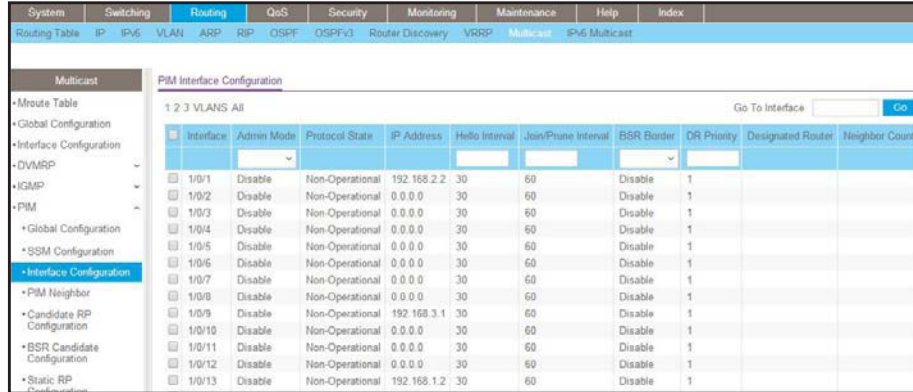 System Switching Routing QoS Security Monitoring Maintenance Help Index
Routing Table IP IPv6 VLAN ARP RIP OSPF OSPFv3 Router Discovery VRRP Multicast IPv6 Multicast
Multicast
Mroute Table
Global Configuration
Interface Configuration
DVMRP
IGMP
PIM
Global Configuration
SSM Configuration
Interface Configuration
PIM Neighbor
Candidate RP
Configuration
BSR Candidate
Configuration
Static RP
Configuration
PIM Interface Configuration
1 2 3 VLANS All Go To Interface Go
Interface Admin Mode Protocol State IP Address Hello Interval Join/Prune Interval BSR Border DR Priority Designated Router Neighbor Count
1/0/1 Disable Non-Operational 192.168.2.2 30 60 Disable 1
1/0/2 Disable Non-Operational 0.0.0.0 30 60 Disable 1
1/0/3 Disable Non-Operational 0.0.0.0 30 60 Disable 1
1/0/4 Disable Non-Operational 0.0.0.0 30 60 Disable 1
1/0/5 Disable Non-Operational 0.0.0.0 30 60 Disable 1
1/0/6 Disable Non-Operational 0.0.0.0 30 60 Disable 1
1/0/7 Disable Non-Operational 0.0.0.0 30 60 Disable 1
1/0/8 Disable Non-Operational 0.0.0.0 30 60 Disable 1
1/0/9 Disable Non-Operational 192.168.3.1 30 60 Disable 1
1/0/10 Disable Non-Operational 0.0.0.0 30 60 Disable 1
1/0/11 Disable Non-Operational 0.0.0.0 30 60 Disable 1
1/0/12 Disable Non-Operational 0.0.0.0 30 60 Disable 1
1/0/13 Disable Non-Operational 192.168.1.2 30 60 Disable 1